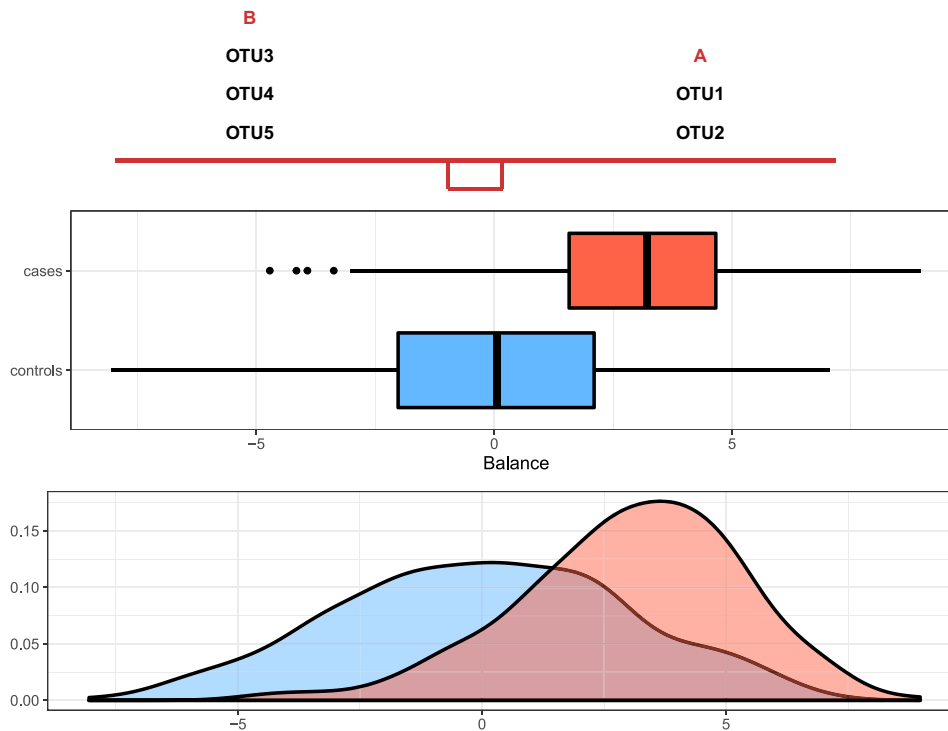 B
OTU3
OTU4
OTU5
A
OTU1
OTU2
cases
controls
−5 0 5
Balance
0.15
0.10
0.05
0.00
−5 0 5